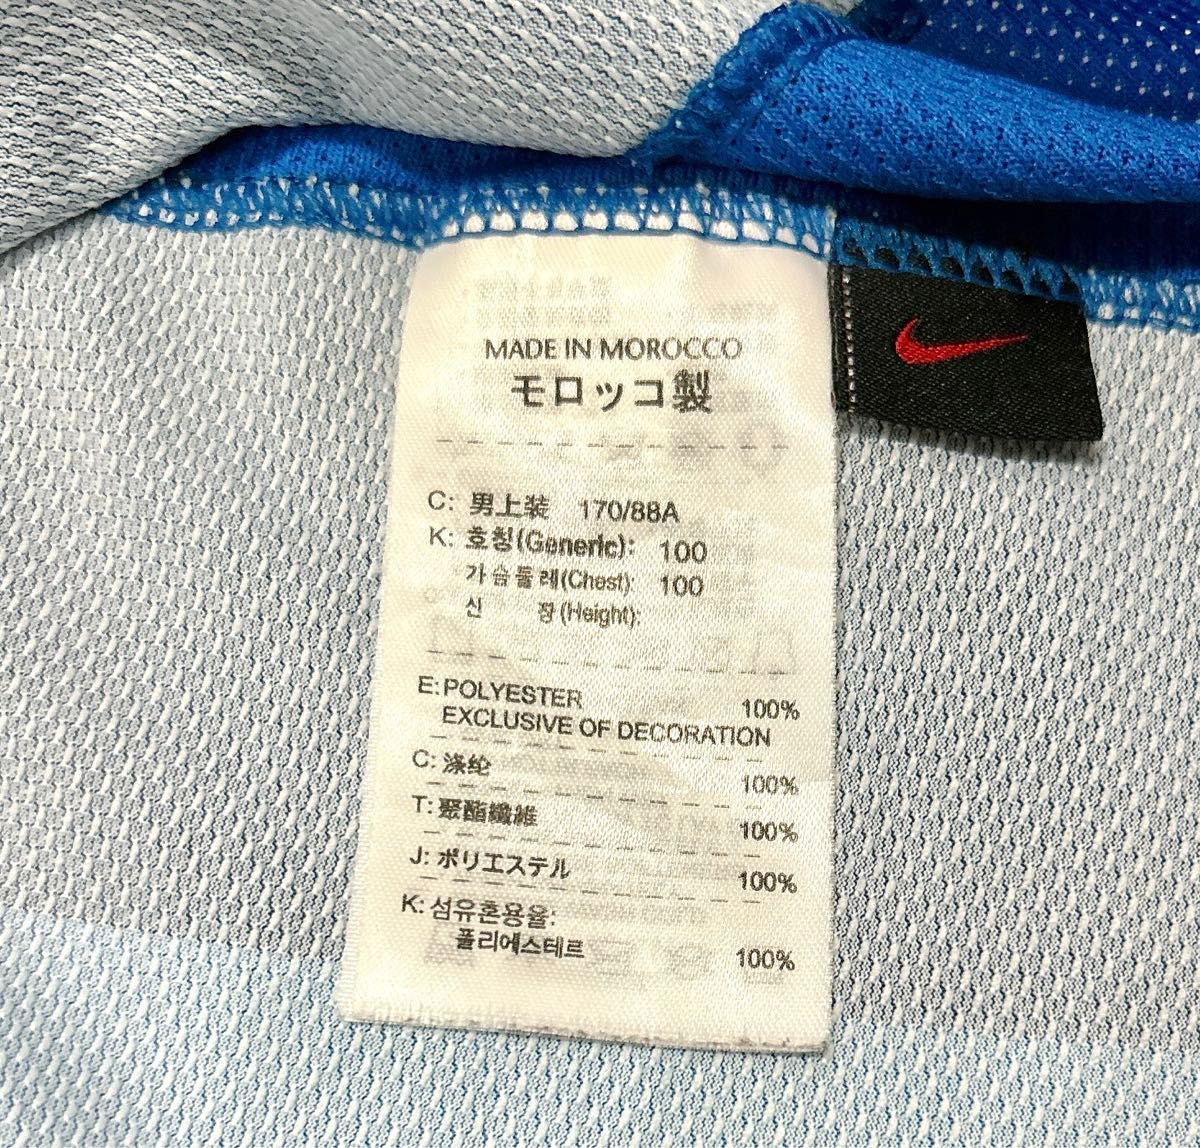 MADE IN MOROCCO
モロッコ製
C: 男上装 170/88A
K: 호칭(Generic): 100
가슴둘레(Chest): 100
신 장(Height):
E: POLYESTER 100%
EXCLUSIVE OF DECORATION
C: 涤纶 100%
T: 聚酯纖維 100%
J: ポリエステル 100%
K: 섬유혼용율:
폴리에스테르 100%